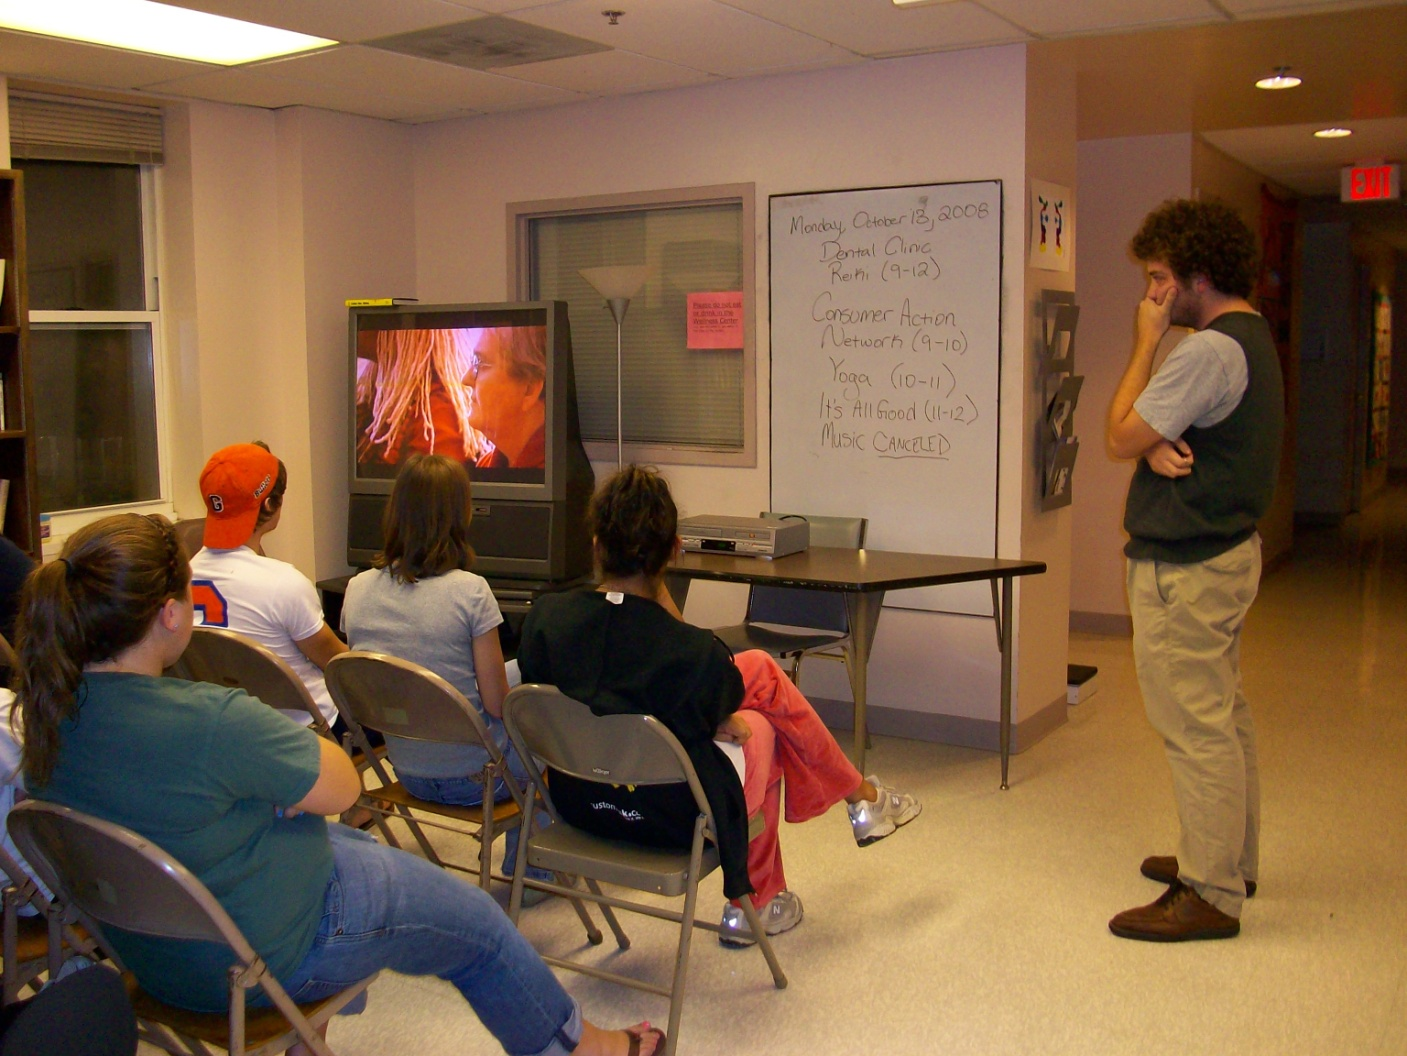 Monday, October 13, 2008
Dental Clinic
Reiki (9-12)
Consumer Action
Network (9-10)
Yoga (10-11)
It's All Good (11-12)
Music CANCELED
EXIT
G
N